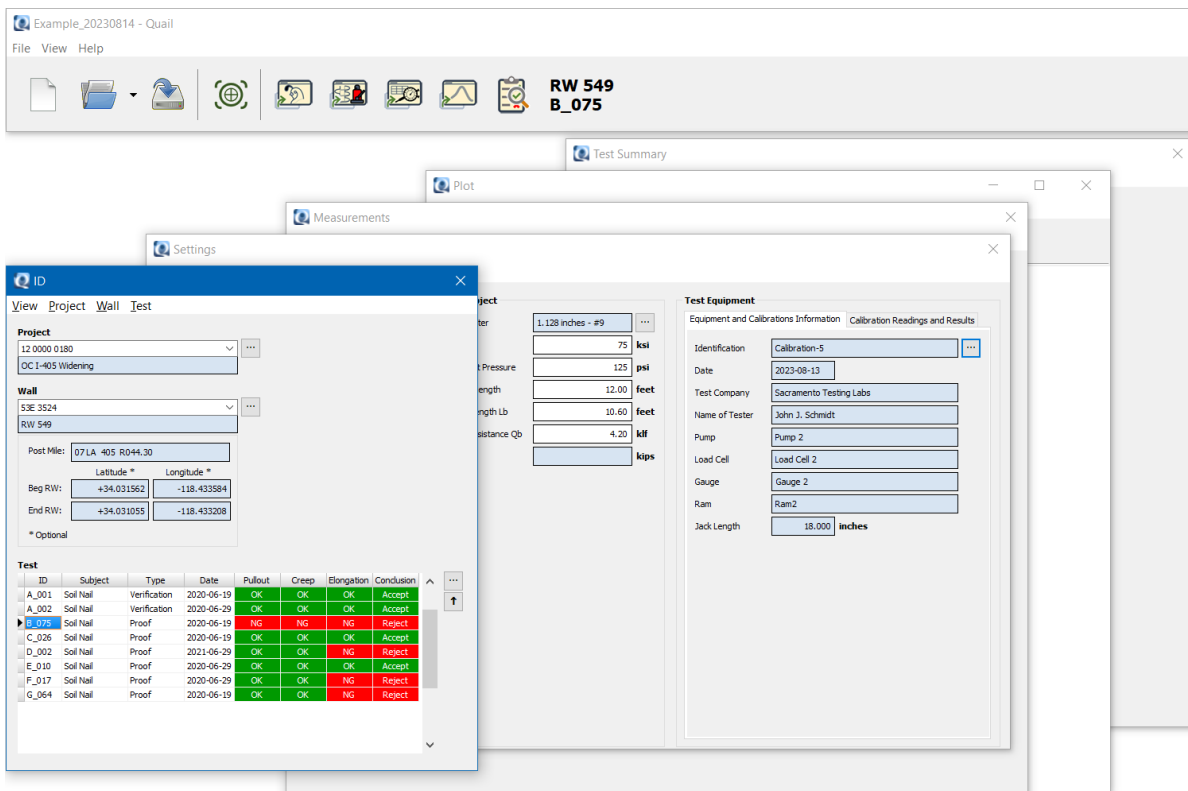 Example_20230814 - Quail
File View Help
RW 549
B_075
Test Summary
Plot
Measurements
Settings
ID
View Project Wall Test
Project
12 0000 0180
OC I-405 Widening
Wall
53E 3524
RW 549
Post Mile: 07 LA 405 R044.30
Latitude * Longitude *
Beg RW: +34.031562 -118.433584
End RW: +34.031055 -118.433208
* Optional
Test
ID Subject Type Date Pullout Creep Elongation Conclusion
A_001 Soil Nail Verification 2020-06-19 OK OK OK Accept
A_002 Soil Nail Verification 2020-06-29 OK OK OK Accept
B_075 Soil Nail Proof 2020-06-19 NG NG NG Reject
C_026 Soil Nail Proof 2020-06-19 OK OK OK Accept
D_002 Soil Nail Proof 2021-06-29 OK OK NG Reject
E_010 Soil Nail Proof 2020-06-29 OK OK OK Accept
F_017 Soil Nail Proof 2020-06-29 OK OK NG Reject
G_064 Soil Nail Proof 2020-06-19 OK OK NG Reject
ject
ter 1.128 inches - #9
75 ksi
t Pressure 125 psi
ength 12.00 feet
ngth Lb 10.60 feet
sistance Qb 4.20 klf
kips
Test Equipment
Equipment and Calibrations Information Calibration Readings and Results
Identification Calibration-5
Date 2023-08-13
Test Company Sacramento Testing Labs
Name of Tester John J. Schmidt
Pump Pump 2
Load Cell Load Cell 2
Gauge Gauge 2
Ram Ram2
Jack Length 18.000 inches